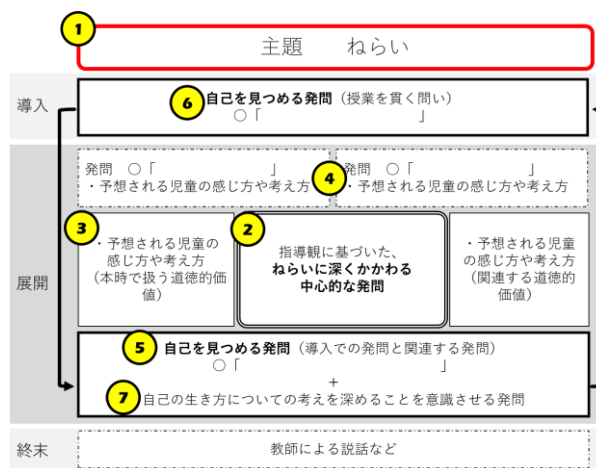 1
主題　ねらい
導入
6
自己を見つめる発問（授業を貫く問い）
○「　　　　　　　　　　」
展開
発問　○「　　　　　　　　」
・予想される児童の感じ方や考え方
4
発問　○「　　　　　　　　」
・予想される児童の感じ方や考え方
3
・予想される児童の
感じ方や考え方
（本時で扱う道徳的価
値）
2
指導観に基づいた、
ねらいに深くかかわる
中心的な発問
・予想される児童
の感じ方や考え方
（関連する道徳的
価値）
5
自己を見つめる発問（導入での発問と関連する発問）
○「　　　　　　　　　　　　」
+
7
自己の生き方についての考えを深めることを意識させる発問
終末
教師による説話など